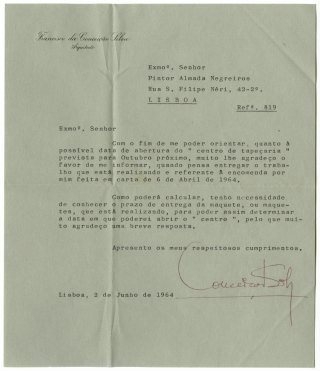 Francisco da Conceição Silva
Arquitecto
Exmoº. Senhor
Pintor Almada Negreiros
Rua S. Filipe Néri, 42-2º.
LISBOA
Refª. 819
Exmoº. Senhor
Com o fim de me poder orientar, quanto à
possível data de abertura do " centro de tapeçaria "
prevista para Outubro próximo, muito lhe agradeço o
favor de me informar, quando pensa entregar o traba-
lho que está realizando e referente à encomenda por
mim feita em carta de 6 de Abril de 1964.
Como poderá calcular, tenho necessidade
de conhecer o prazo de entrega da maquete, ou maque-
tes, que está realizando, para poder assim determinar
a data em que poderei abrir o " centro ", pelo que mui-
to agradeço uma breve resposta.
Apresento os meus respeitosos cumprimentos.
Conceição Silva
Lisboa, 2 de Junho de 1964